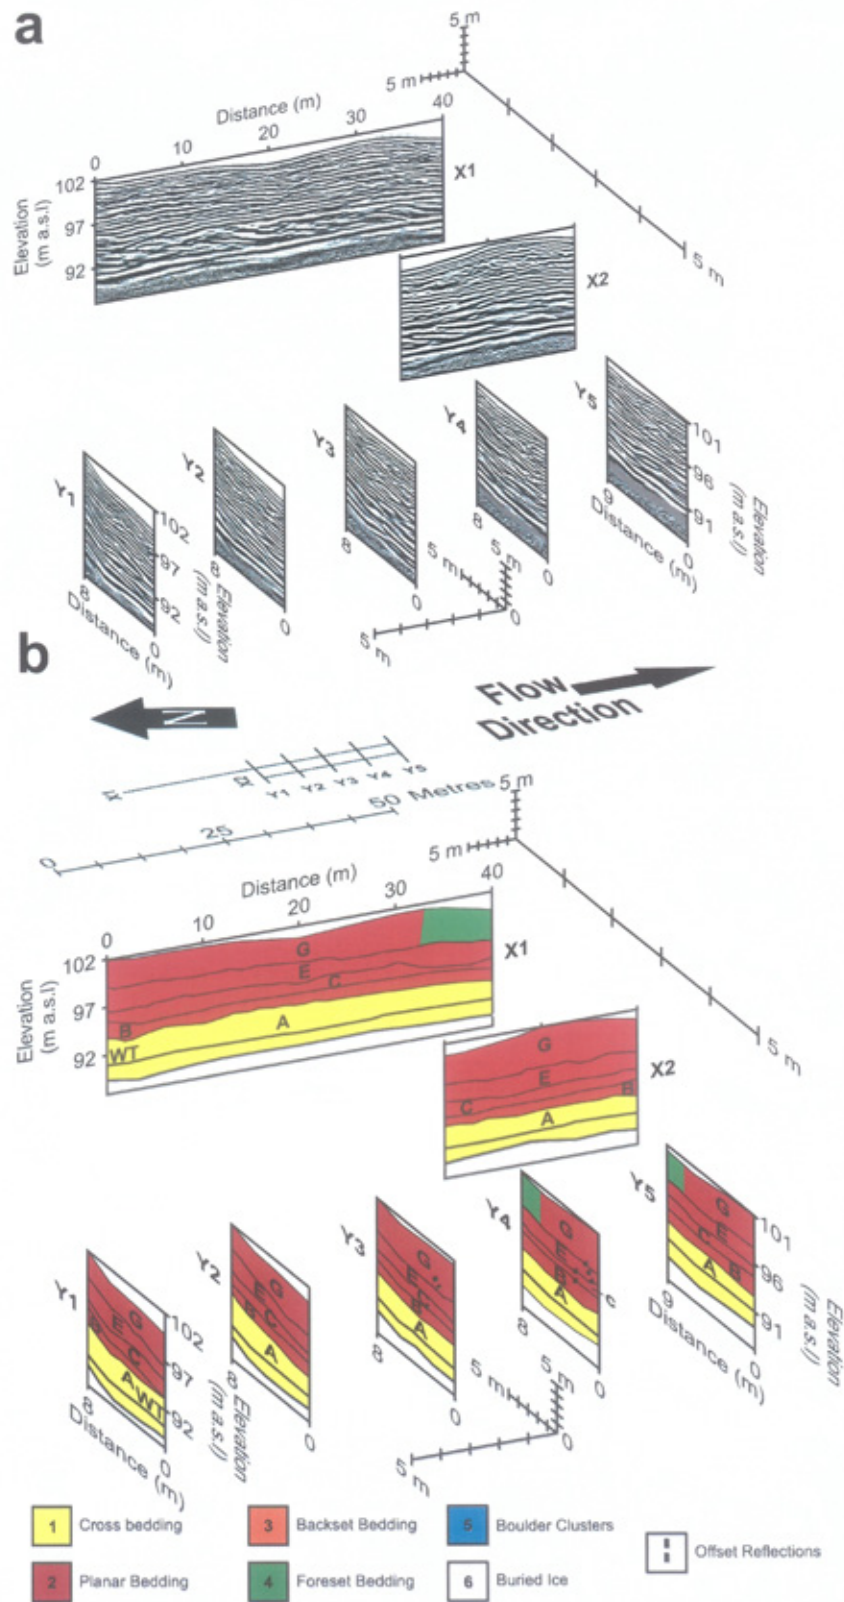 a
5 m
5 m
Distance (m)
0 10 20 30 40
X1
102
97
92
Elevation
(m a.s.l)
5 m
X2
Y1
Y2
Y3
Y4
Y5
102
97
92
Elevation
(m a.s.l)
8
0
Distance (m)
8
0
8
0
8
0
9
0
Distance (m)
101
96
91
Elevation
(m a.s.l)
5 m
5 m
0
5 m
b
N
Flow
Direction
X1
X2
Y1 Y2 Y3 Y4 Y5
0 25 50 Metres
5 m
5 m
Distance (m)
0 10 20 30 40
X1
102
97
92
Elevation
(m a.s.l)
G
E
C
B
A
WT
5 m
X2
G
E
B
C
A
Y1
G
E
B
C
A
WT
102
97
92
Elevation
(m a.s.l)
8
0
Distance (m)
Y2
G
E
B
C
A
8
0
Y3
G
E
C
B
A
8
0
Y4
G
E
B
A
c
8
0
Y5
G
E
C
B
A
9
0
Distance (m)
101
96
91
Elevation
(m a.s.l)
5 m
5 m
0
5 m
1 Cross bedding
3 Backset Bedding
5 Boulder Clusters
Offset Reflections
2 Planar Bedding
4 Foreset Bedding
6 Buried Ice